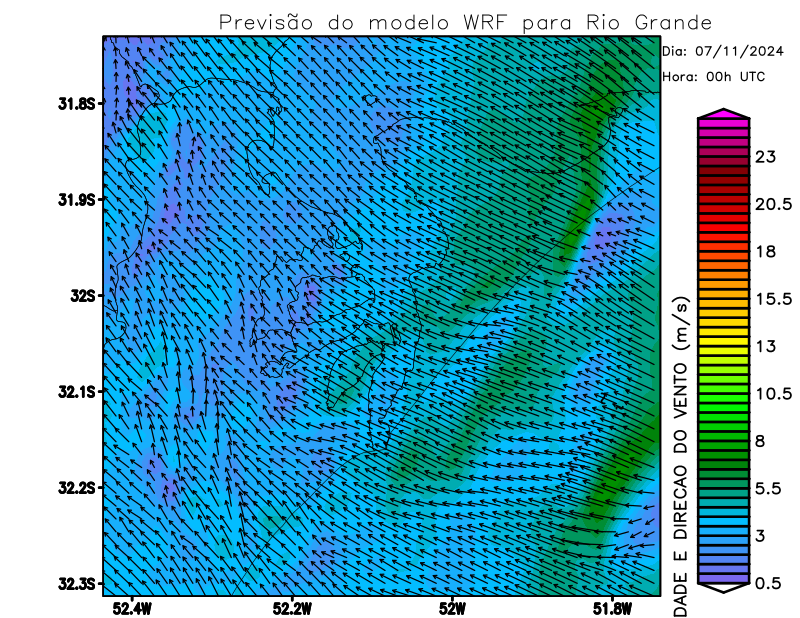 Previsão do modelo WRF para Rio Grande
Dia: 07/11/2024
Hora: 00h UTC
31.8S
31.9S
32S
32.1S
32.2S
32.3S
52.4W
52.2W
52W
51.8W
23
20.5
18
15.5
13
10.5
8
5.5
3
0.5
DADE E DIRECAO DO VENTO (m/s)